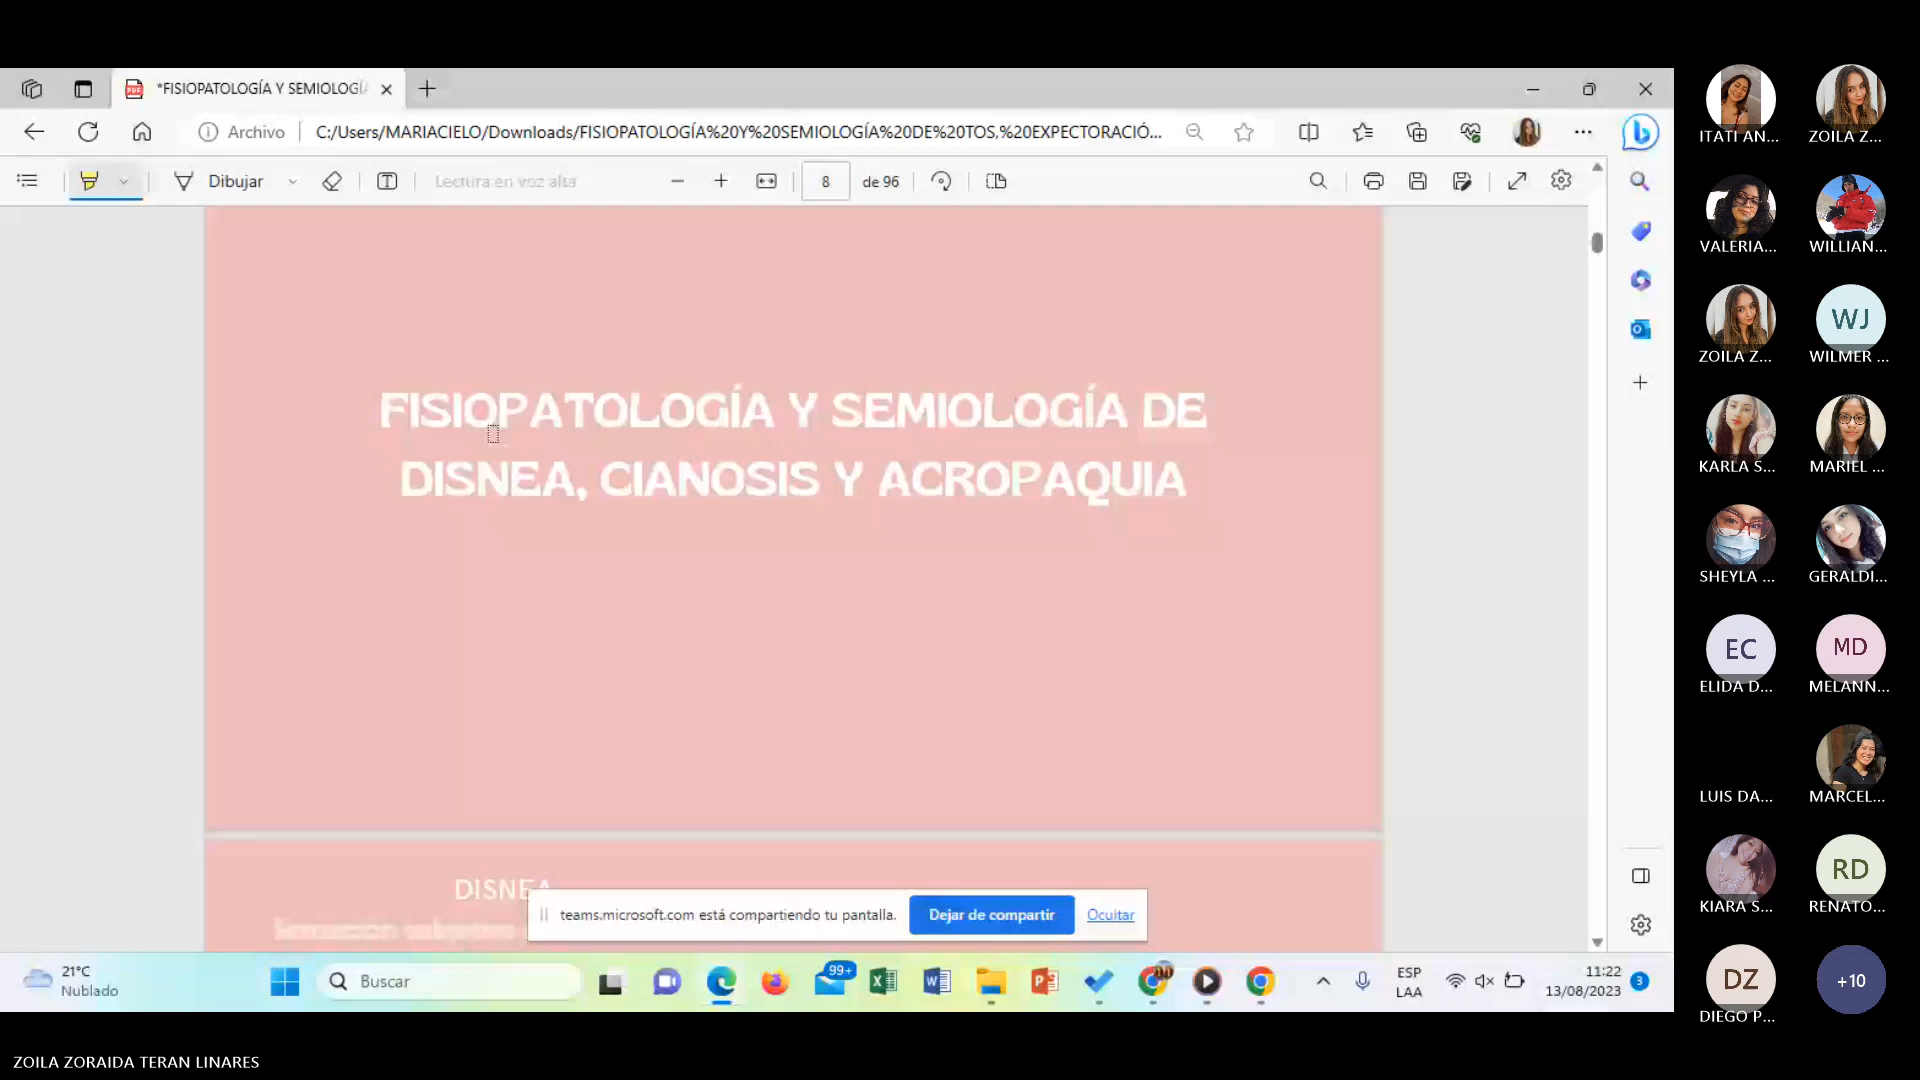 *FISIOPATOLOGÍA Y SEMIOLOGÍA
Archivo
C:/Users/MARIACIELO/Downloads/FISIOPATOLOGÍA%20Y%20SEMIOLOGÍA%20DE%20TOS,%20EXPECTORACIÓ...
Dibujar
Lectura en voz alta
8
de 96
FISIOPATOLOGÍA Y SEMIOLOGÍA DE
DISNEA, CIANOSIS Y ACROPAQUIA
DISNEA
teams.microsoft.com está compartiendo tu pantalla.
Dejar de compartir
Ocultar
21°C
Nublado
Buscar
99+
ESP
LAA
11:22
13/08/2023
3
ITATI AN...
ZOILA Z...
VALERIA...
WILLIAN...
ZOILA Z...
WJ
WILMER ...
KARLA S...
MARIEL ...
SHEYLA ...
GERALDI...
EC
ELIDA D...
MD
MELANN...
LUIS DA...
MARCEL...
KIARA S...
RD
RENATO...
DZ
DIEGO P...
+10
ZOILA ZORAIDA TERAN LINARES